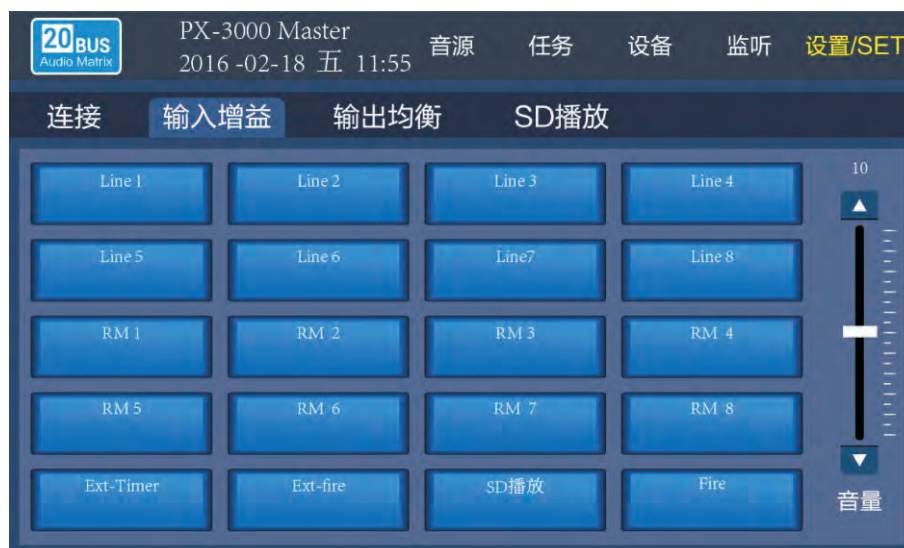 20 BUS
Audio Matrix
PX-3000 Master
2016 -02-18 五 11:55
音源 任务 设备 监听 设置/SET
连接 输入增益 输出均衡 SD播放
Line 1 Line 2 Line 3 Line 4
10
Line 5 Line 6 Line7 Line 8
RM 1 RM 2 RM 3 RM 4
RM 5 RM 6 RM 7 RM 8
Ext-Timer Ext-fire SD播放 Fire
音量